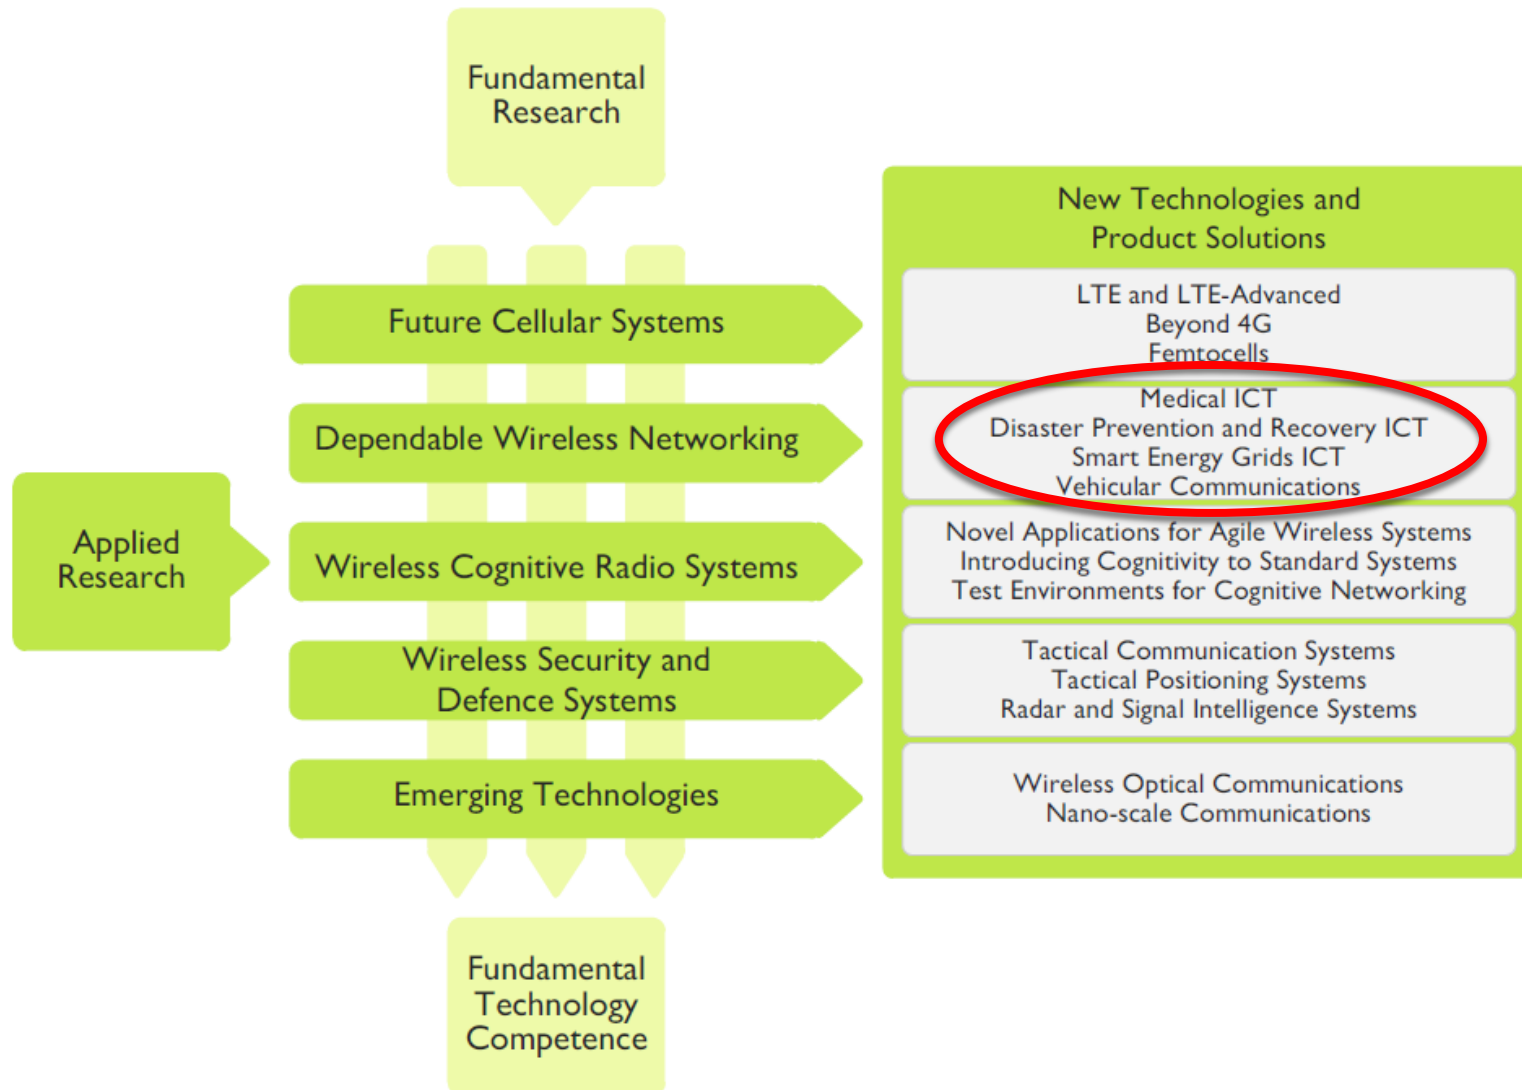 Fundamental
Research
New Technologies and
Product Solutions
Future Cellular Systems
LTE and LTE-Advanced
Beyond 4G
Femtocells
Dependable Wireless Networking
Medical ICT
Disaster Prevention and Recovery ICT
Smart Energy Grids ICT
Vehicular Communications
Applied
Research
Wireless Cognitive Radio Systems
Novel Applications for Agile Wireless Systems
Introducing Cognitivity to Standard Systems
Test Environments for Cognitive Networking
Wireless Security and
Defence Systems
Tactical Communication Systems
Tactical Positioning Systems
Radar and Signal Intelligence Systems
Emerging Technologies
Wireless Optical Communications
Nano-scale Communications
Fundamental
Technology
Competence